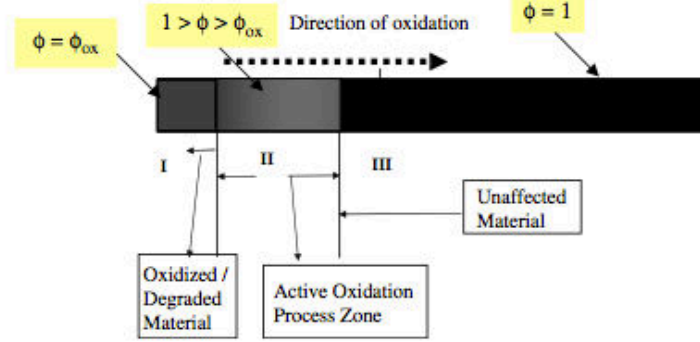 ϕ = ϕox
1 > ϕ > ϕox
Direction of oxidation
ϕ = 1
I
II
III
Unaffected
Material
Oxidized /
Degraded
Material
Active Oxidation
Process Zone